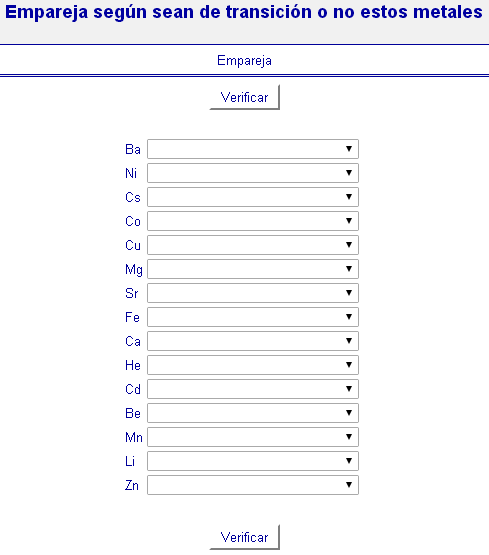 Empareja según sean de transición o no estos metales
Empareja
Verificar
Ba
Ni
Cs
Co
Cu
Mg
Sr
Fe
Ca
He
Cd
Be
Mn
Li
Zn
Verificar